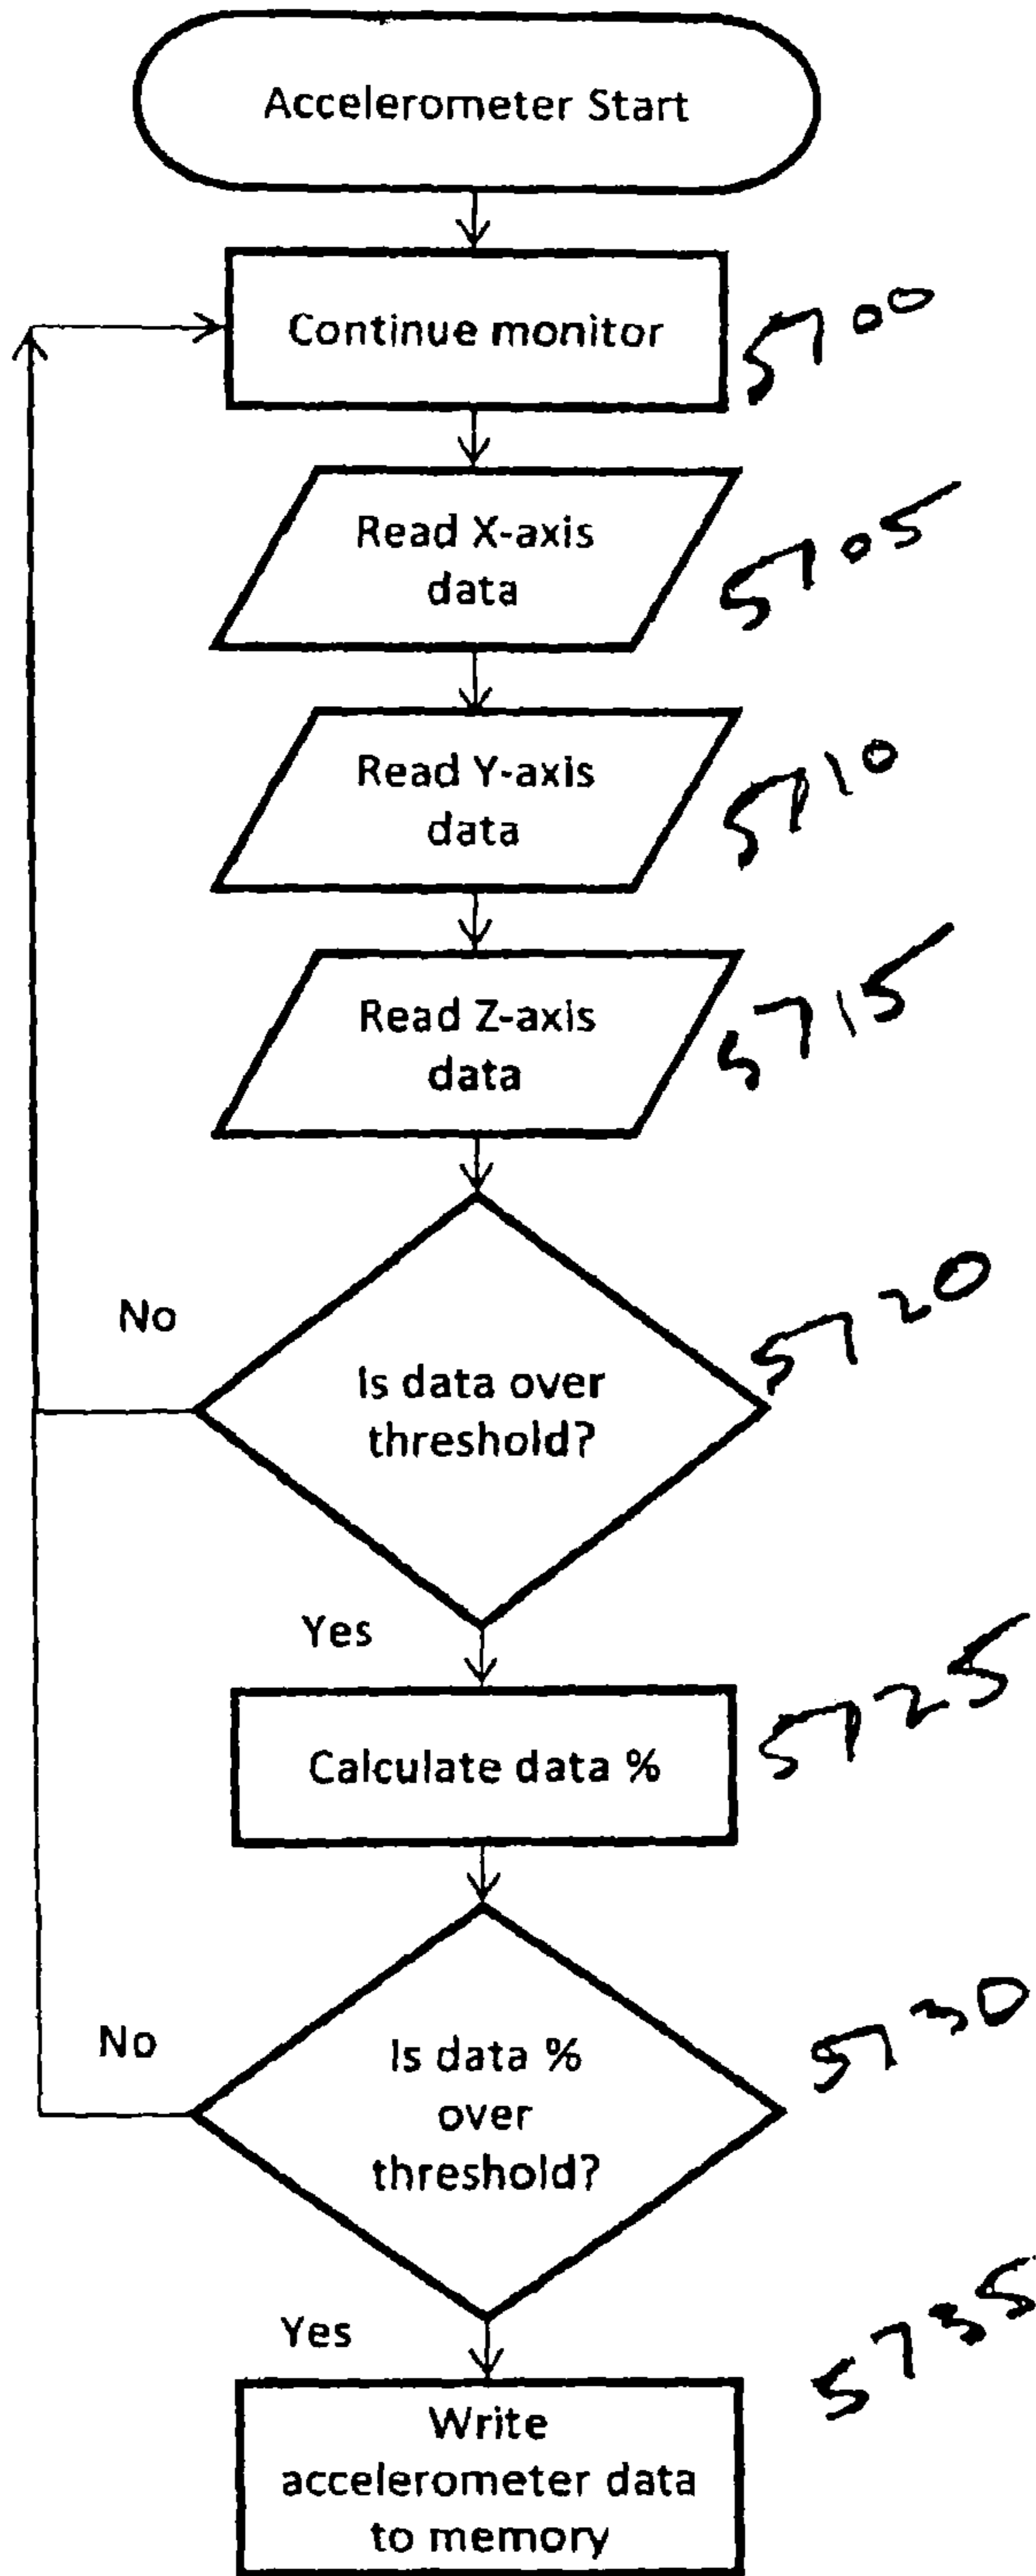 Accelerometer Start
Continue monitor
5700
Read X-axis
data
5705
Read Y-axis
data
5710
Read Z-axis
data
5715
No
Is data over
threshold?
5720
Yes
Calculate data %
5725
No
Is data %
over
threshold?
5730
Yes
Write
accelerometer data
to memory
5735